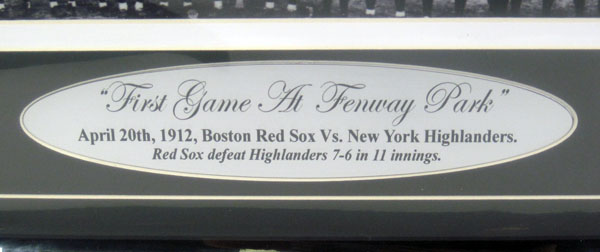 "First Game At Fenway Park"
April 20th, 1912, Boston Red Sox Vs. New York Highlanders.
Red Sox defeat Highlanders 7-6 in 11 innings.